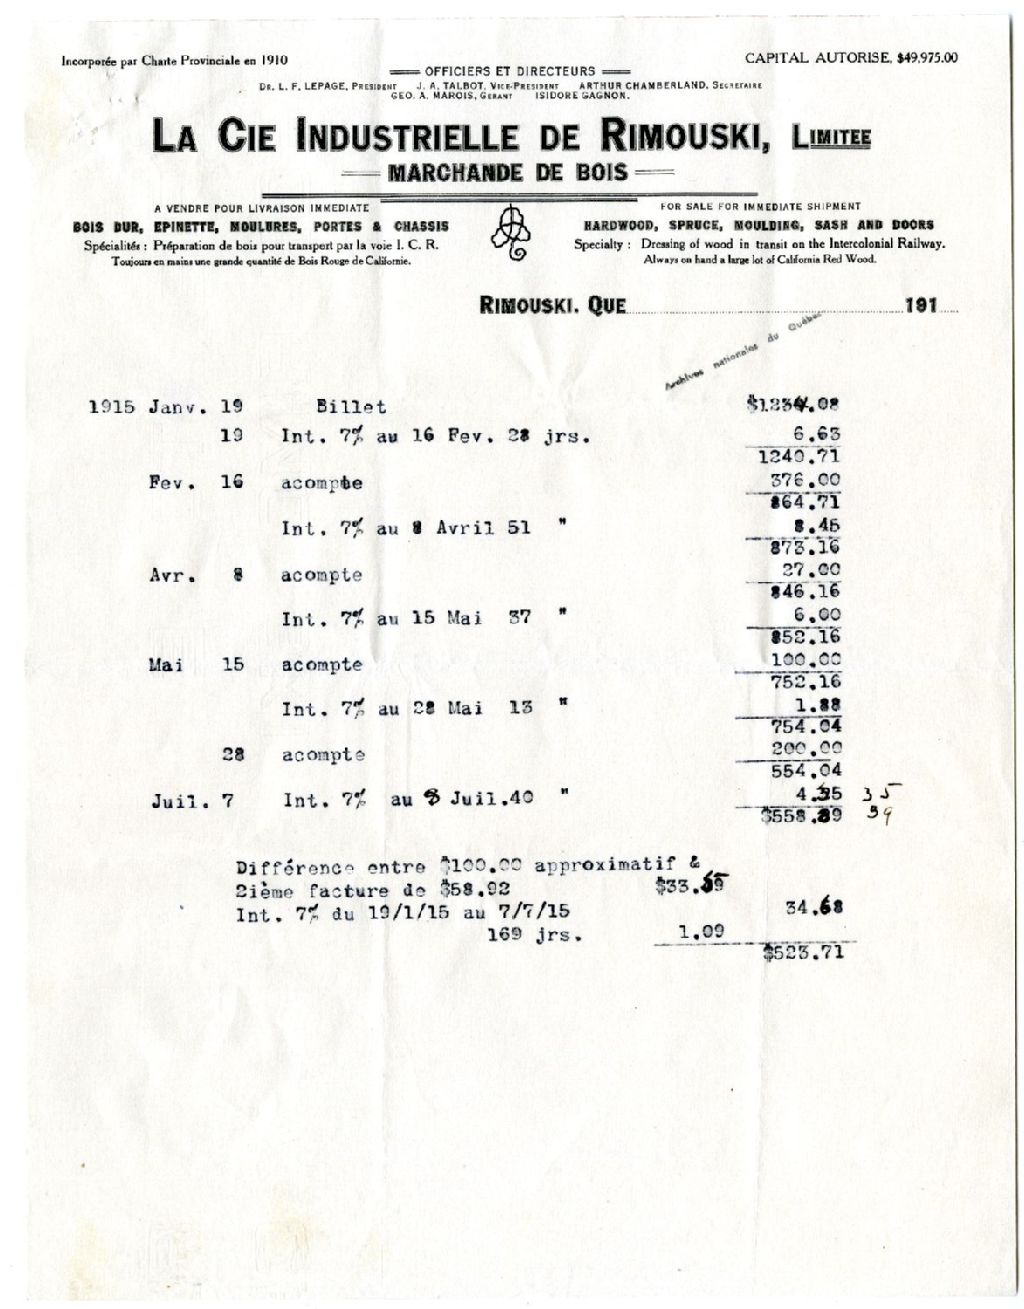 Incorporée par Charte Provinciale en 1910
CAPITAL AUTORISE, $49,975.00
OFFICIERS ET DIRECTEURS
DR. L. F. LEPAGE, PRESIDENT J. A. TALBOT, VICE-PRESIDENT ARTHUR CHAMBERLAND, SECRETAIRE
GEO. A. MAROIS, GERANT ISIDORE GAGNON.
LA CIE INDUSTRIELLE DE RIMOUSKI, LIMITEE
MARCHANDE DE BOIS
A VENDRE POUR LIVRAISON IMMEDIATE
BOIS DUR, EPINETTE, MOULURES, PORTES & CHASSIS
Spécialités : Préparation de bois pour transport par la voie I. C. R.
Toujours en mains une grande quantité de Bois Rouge de Californie.
FOR SALE FOR IMMEDIATE SHIPMENT
HARDWOOD, SPRUCE, MOULDING, SASH AND DOORS
Specialty : Dressing of wood in transit on the Intercolonial Railway.
Always on hand a large lot of California Red Wood.
RIMOUSKI. QUE 191
Archives nationales du Québec
1915 Janv. 19 Billet $1234.08
19 Int. 7% au 16 Fev. 28 jrs. 6.63
1240.71
Fev. 16 acompte 376.00
864.71
Int. 7% au 8 Avril 51 " 8.45
873.16
Avr. 8 acompte 27.00
846.16
Int. 7% au 15 Mai 37 " 6.00
852.16
Mai 15 acompte 100.00
752.16
Int. 7% au 28 Mai 13 " 1.88
754.04
28 acompte 200.00
554.04
Juil. 7 Int. 7% au 8 Juil.40 " 4.35 35
$558.39 39
Différence entre $100.00 approximatif &
2ième facture de $58.92 $33.59
Int. 7% du 19/1/15 au 7/7/15 34.68
169 jrs. 1.09
$523.71